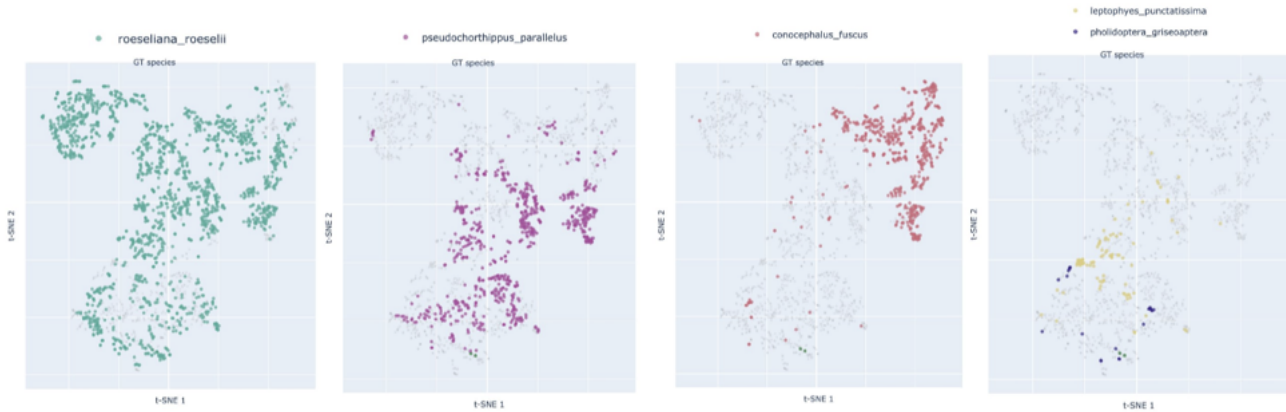 roeseliana_roeselii
GT species
t-SNE 2
t-SNE 1
pseudochorthippus_parallelus
GT species
t-SNE 2
t-SNE 1
conocephalus_fuscus
GT species
t-SNE 2
t-SNE 1
leptophyes_punctatissima
pholidoptera_griseoaptera
GT species
t-SNE 2
t-SNE 1